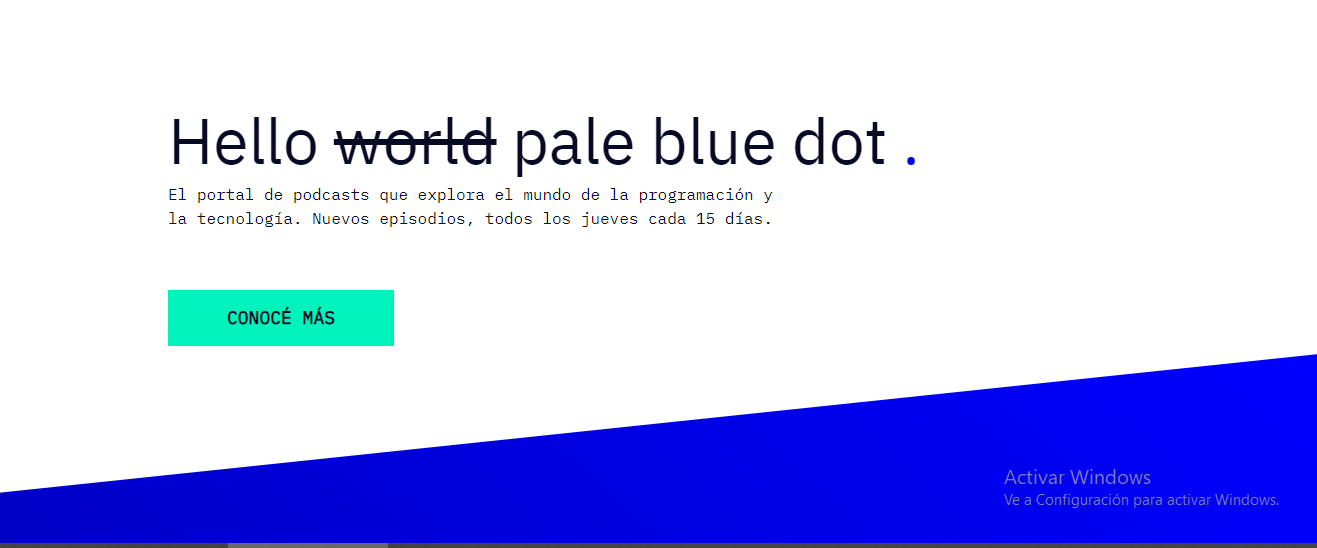 Hello world pale blue dot .
El portal de podcasts que explora el mundo de la programación y
la tecnología. Nuevos episodios, todos los jueves cada 15 días.
CONOCÉ MÁS
Activar Windows
Ve a Configuración para activar Windows.